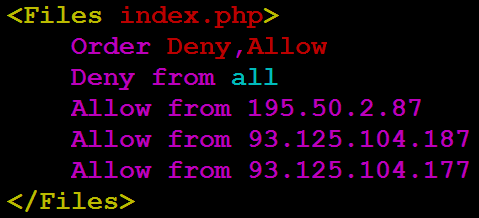 <Files index.php>
Order Deny,Allow
Deny from all
Allow from 195.50.2.87
Allow from 93.125.104.187
Allow from 93.125.104.177
</Files>